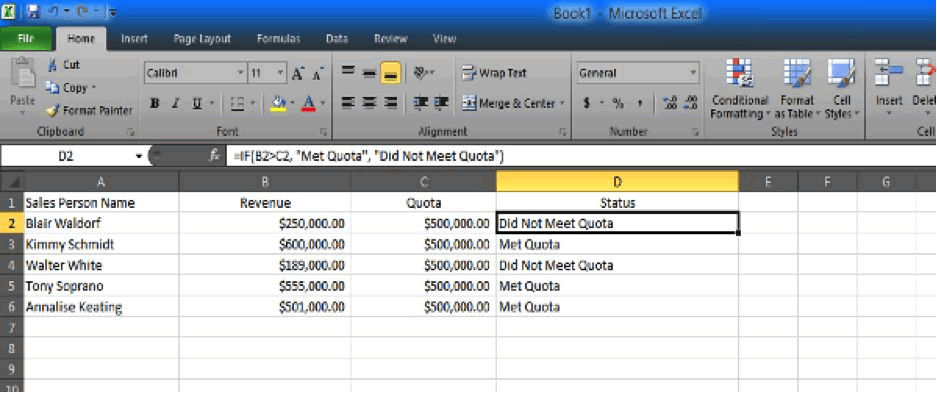 Book1 - Microsoft Excel
File Home Insert Page Layout Formulas Data Review View
Cut
Copy
Format Painter
Paste
Clipboard
Calibri 11 A A
B I U A
Font
Wrap Text
Merge & Center
Alignment
General
$ % , .0 .00 .00 .0
Number
Conditional Formatting
Format as Table
Cell Styles
Styles
Insert Delet
Cell
D2 fx =IF(B2>C2, "Met Quota", "Did Not Meet Quota")
A B C D E F G
1 Sales Person Name Revenue Quota Status
2 Blair Waldorf $250,000.00 $500,000.00 Did Not Meet Quota
3 Kimmy Schmidt $600,000.00 $500,000.00 Met Quota
4 Walter White $189,000.00 $500,000.00 Did Not Meet Quota
5 Tony Soprano $555,000.00 $500,000.00 Met Quota
6 Annalise Keating $501,000.00 $500,000.00 Met Quota
7
8
9
10